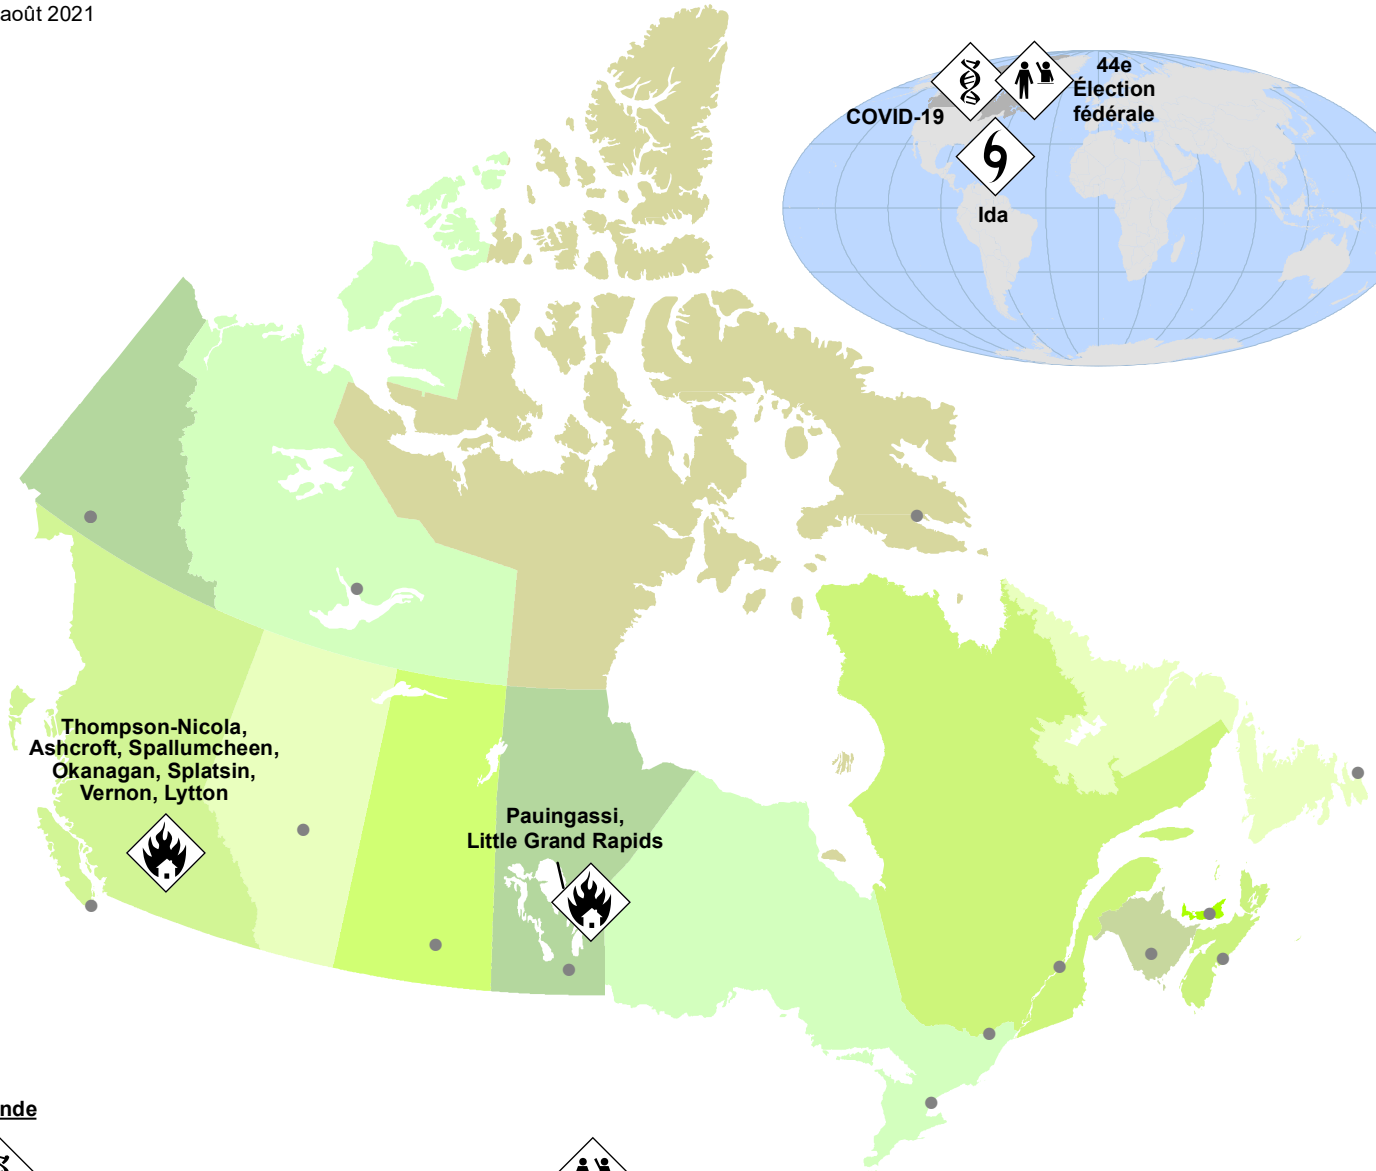 août 2021
COVID-19
44e
Élection
fédérale
Ida
Thompson-Nicola,
Ashcroft, Spallumcheen,
Okanagan, Splatsin,
Vernon, Lytton
Pauingassi,
Little Grand Rapids
nde